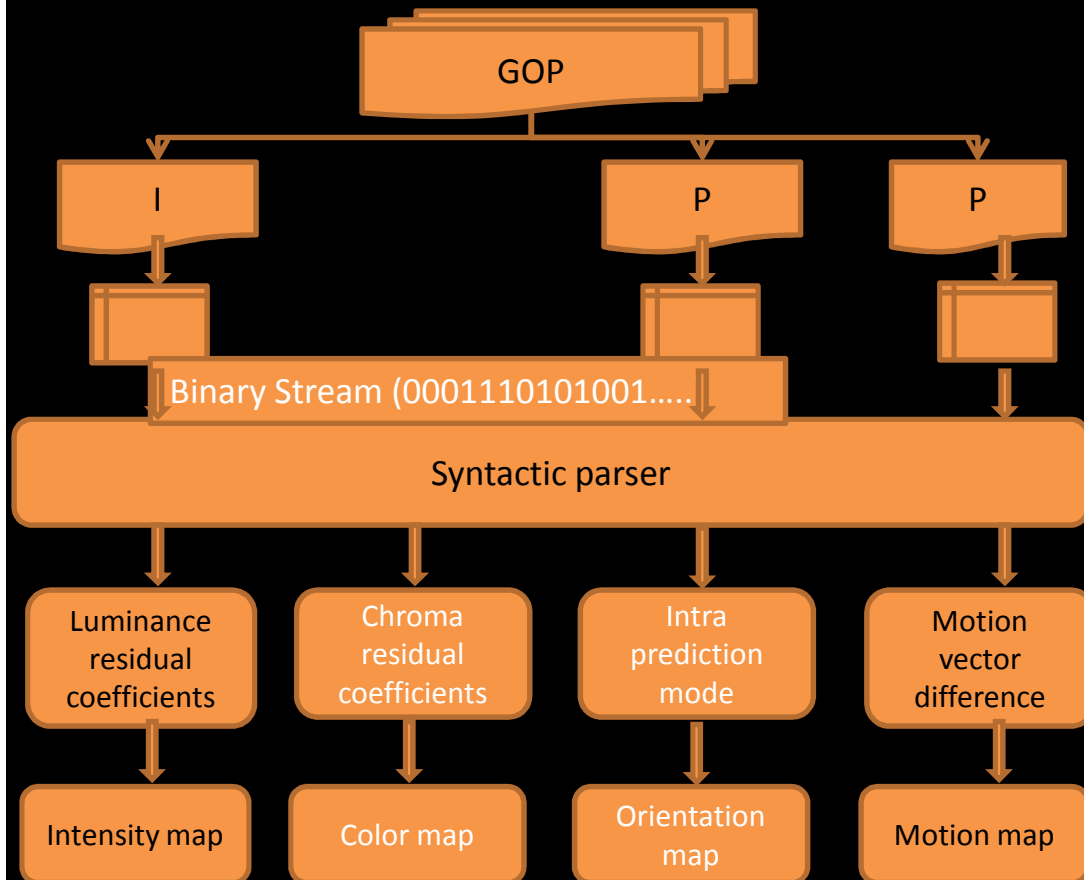 GOP
I
P
P
Binary Stream (0001110101001.....
Syntactic parser
Luminance
residual
coefficients
Chroma
residual
coefficients
Intra
prediction
mode
Motion
vector
difference
Intensity map
Color map
Orientation
map
Motion map